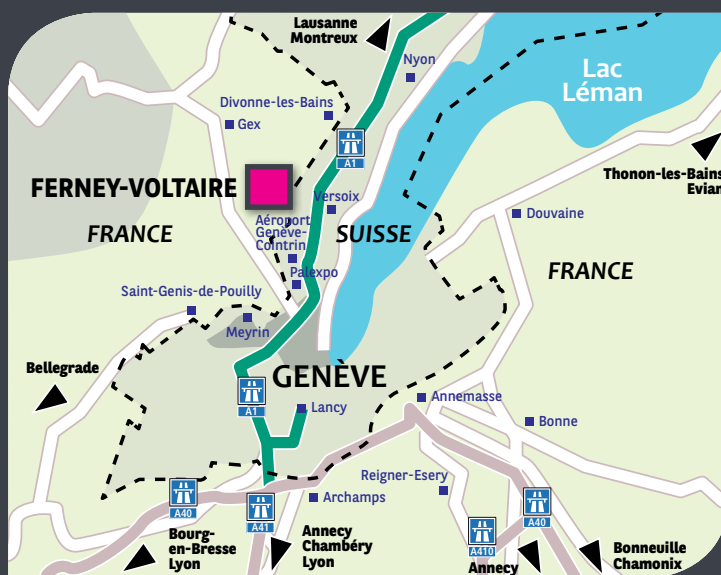 Lausanne
Montreux
Nyon
Lac
Léman
Divonne-les-Bains
Gex
A1
Thonon-les-Bains
Evian
FERNEY-VOLTAIRE
Versoix
Douvaine
Aéroport
Genève-
Cointrin
FRANCE
SUISSE
FRANCE
Palexpo
Saint-Genis-de-Pouilly
Meyrin
Bellegrade
GENÈVE
A1
Lancy
Annemasse
Bonne
Reigner-Esery
Archamps
A40
A41
A40
A410
Bourg-
en-Bresse
Lyon
Annecy
Chambéry
Lyon
Annecy
Bonneville
Chamonix